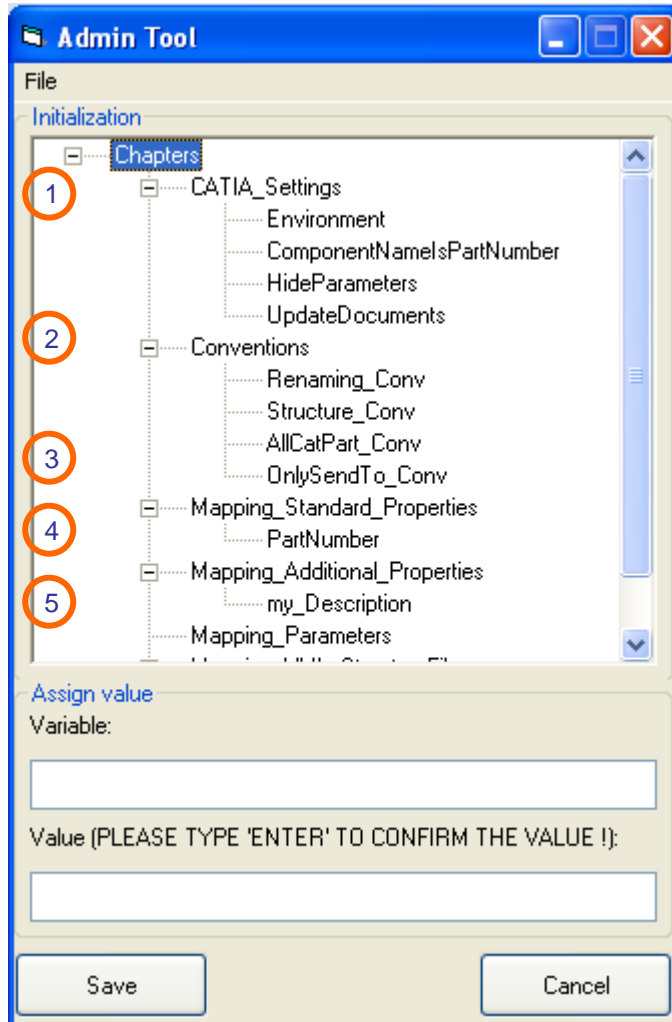 Admin Tool
File
Initialization
Chapters
1
CATIA_Settings
Environment
ComponentNameIsPartNumber
HideParameters
UpdateDocuments
2
Conventions
Renaming_Conv
Structure_Conv
AllCatPart_Conv
3
OnlySendTo_Conv
Mapping_Standard_Properties
4
PartNumber
Mapping_Additional_Properties
5
my_Description
Mapping_Parameters
Assign value
Variable:
Value (PLEASE TYPE 'ENTER' TO CONFIRM THE VALUE !):
Save Cancel